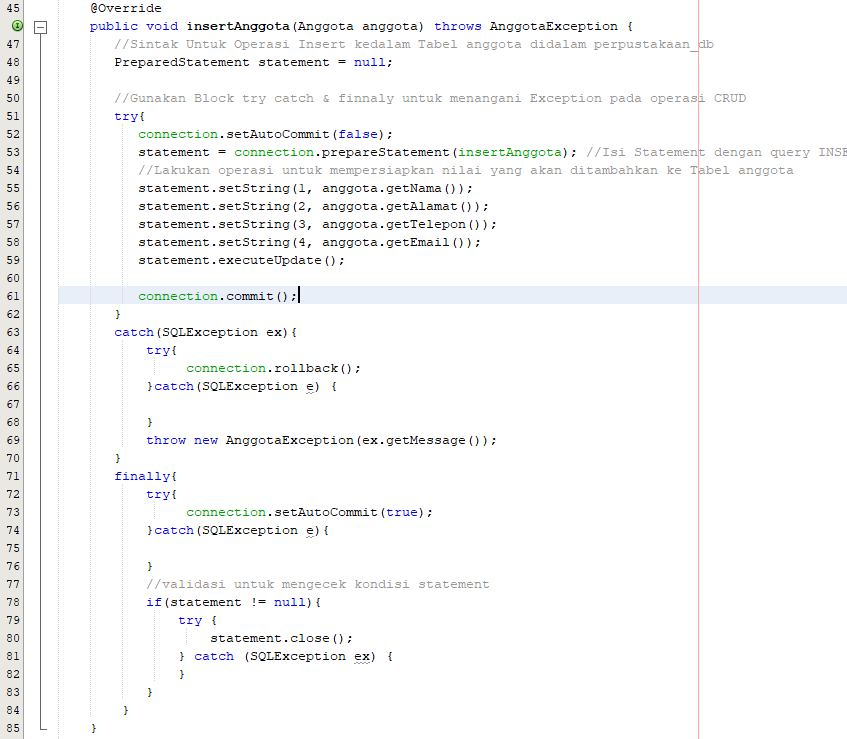 45 @Override
public void insertAnggota(Anggota anggota) throws AnggotaException {
47 //Sintak Untuk Operasi Insert kedalam Tabel anggota didalam perpustakaan_db
48 PreparedStatement statement = null;
49
50 //Gunakan Block try catch & finnaly untuk menangani Exception pada operasi CRUD
51 try{
52 connection.setAutoCommit(false);
53 statement = connection.prepareStatement(insertAnggota); //Isi Statement dengan query INSE
54 //Lakukan operasi untuk mempersiapkan nilai yang akan ditambahkan ke Tabel anggota
55 statement.setString(1, anggota.getNama());
56 statement.setString(2, anggota.getAlamat());
57 statement.setString(3, anggota.getTelepon());
58 statement.setString(4, anggota.getEmail());
59 statement.executeUpdate();
60
61 connection.commit();
62 }
63 catch(SQLException ex){
64 try{
65 connection.rollback();
66 }catch(SQLException e) {
67
68 }
69 throw new AnggotaException(ex.getMessage());
70 }
71 finally{
72 try{
73 connection.setAutoCommit(true);
74 }catch(SQLException e){
75
76 }
77 //validasi untuk mengecek kondisi statement
78 if(statement != null){
79 try {
80 statement.close();
81 } catch (SQLException ex) {
82 }
83 }
84 }
85 }